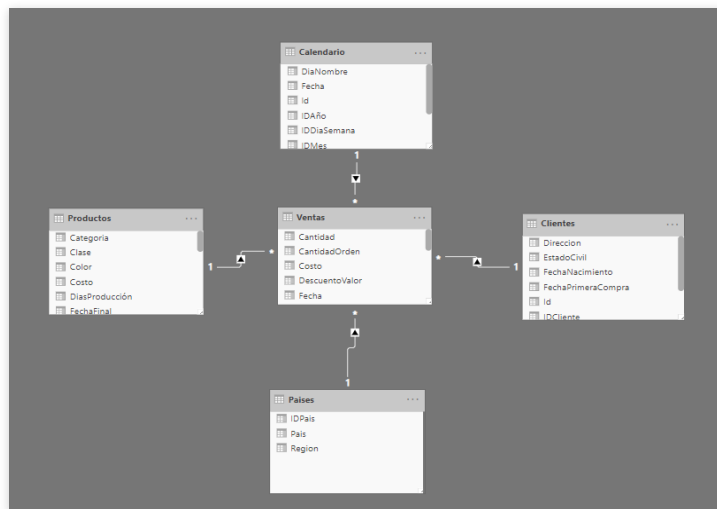 Calendario ...
DiaNombre
Fecha
Id
IDAño
IDDiaSemana
IDMes
1
*
Productos ...
Categoria
Clase
Color
Costo
DiasProducción
FechaFinal
1
*
Ventas ...
Cantidad
CantidadOrden
Costo
DescuentoValor
Fecha
*
1
Clientes ...
Direccion
EstadoCivil
FechaNacimiento
FechaPrimeraCompra
Id
IDCliente
*
1
Paises ...
IDPais
Pais
Region